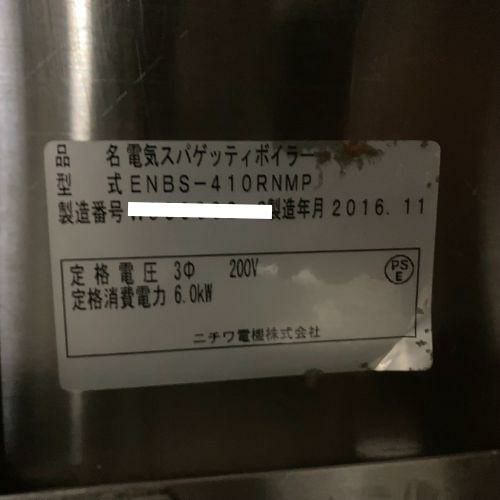 品 名 電気スパゲッティボイラー
型 式 ENBS-410RNMP
製造番号 製造年月 2016.11
定格電圧 3Φ 200V
PSE
定格消費電力 6.0kW
ニチワ電機株式会社